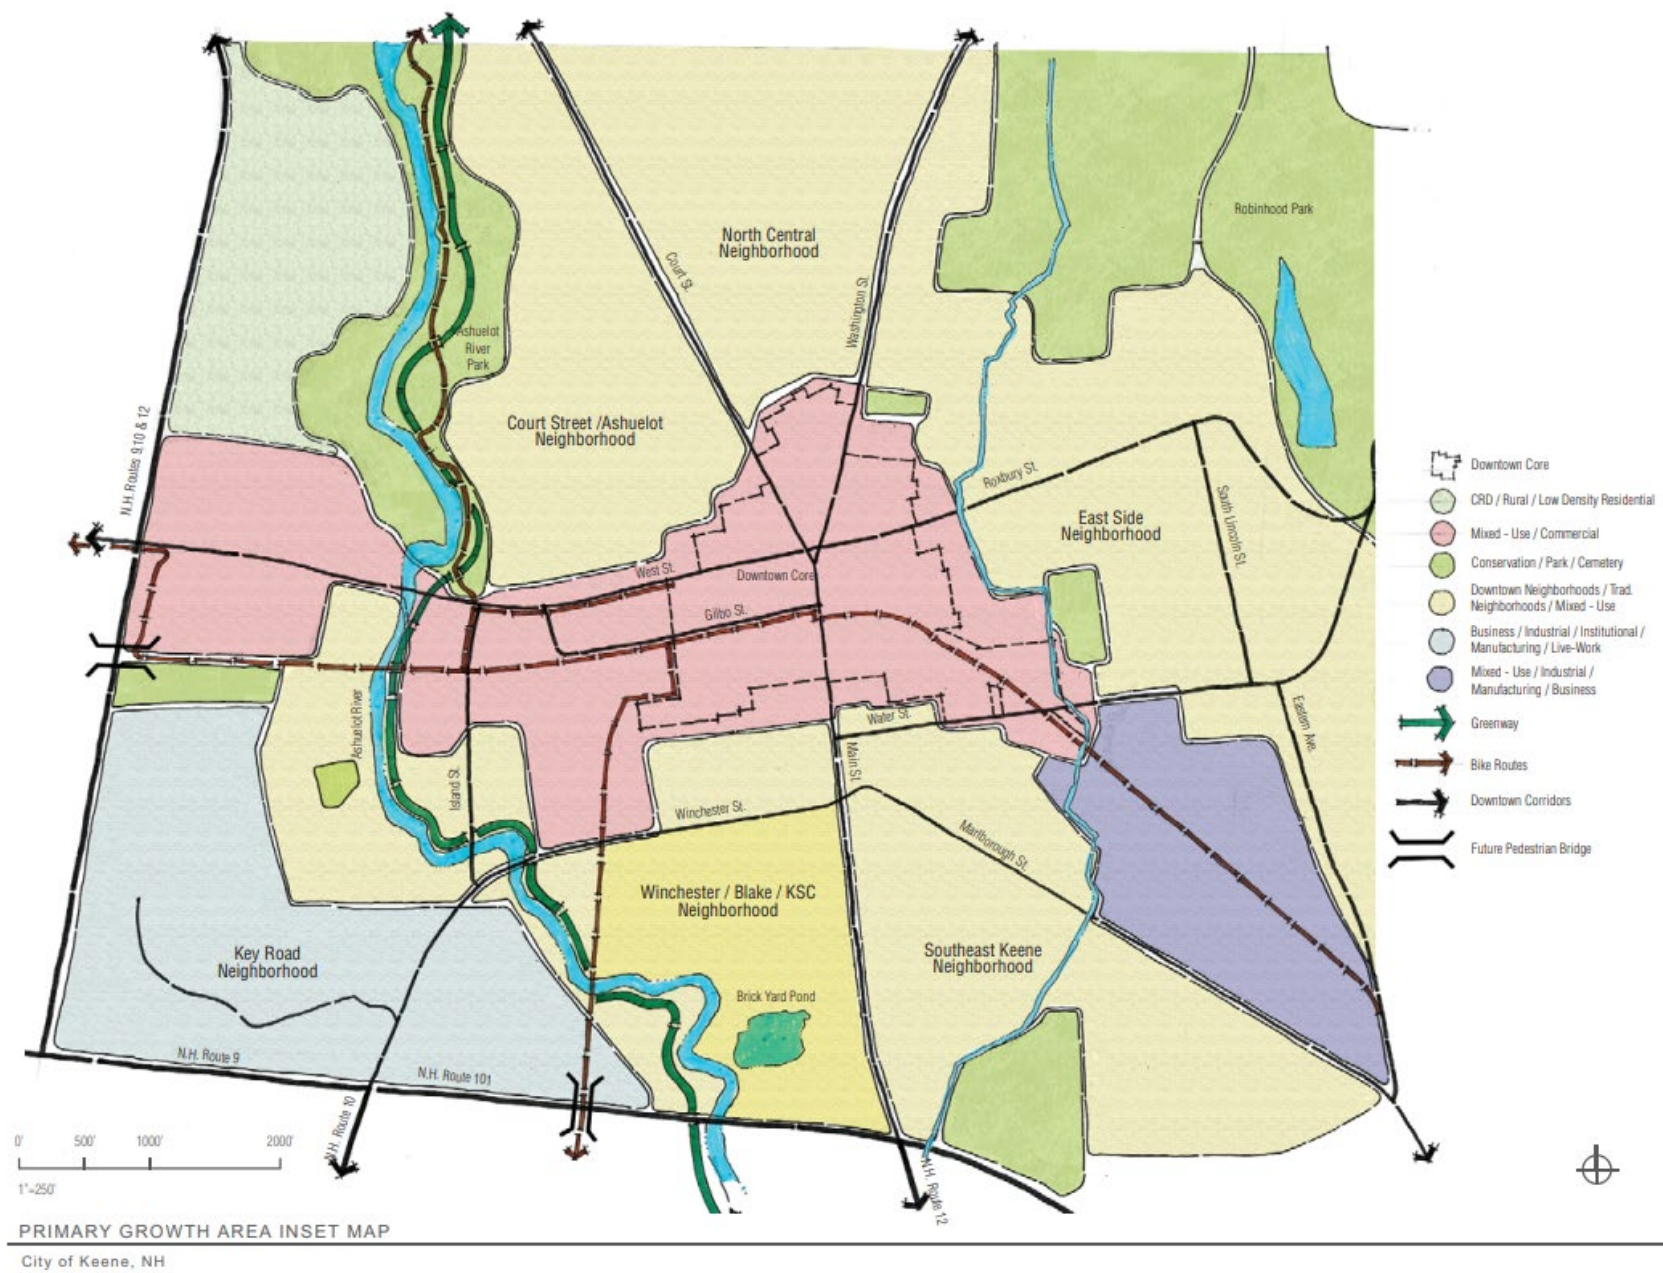 Robinhood Park
North Central
Neighborhood
Court St.
Washington St.
Ashuelot
River
Park
Court Street /Ashuelot
Neighborhood
N.H. Routes 9,10 & 12
Roxbury St.
South Lincoln St.
East Side
Neighborhood
West St.
Downtown Core
Gilbo St.
Ashuelot River
Water St.
Eastern Ave.
Island St.
Main St.
Winchester St.
Marlborough St.
Winchester / Blake / KSC
Neighborhood
Key Road
Neighborhood
Southeast Keene
Neighborhood
Brick Yard Pond
N.H. Route 9
N.H. Route 101
N.H. Route 10
N.H. Route 12
Downtown Core
CRD / Rural / Low Density Residential
Mixed - Use / Commercial
Conservation / Park / Cemetery
Downtown Neighborhoods / Trad.
Neighborhoods / Mixed - Use
Business / Industrial / Institutional /
Manufacturing / Live-Work
Mixed - Use / Industrial /
Manufacturing / Business
Greenway
Bike Routes
Downtown Corridors
Future Pedestrian Bridge
0' 500' 1000' 2000'
1"=250'
PRIMARY GROWTH AREA INSET MAP
City of Keene, NH